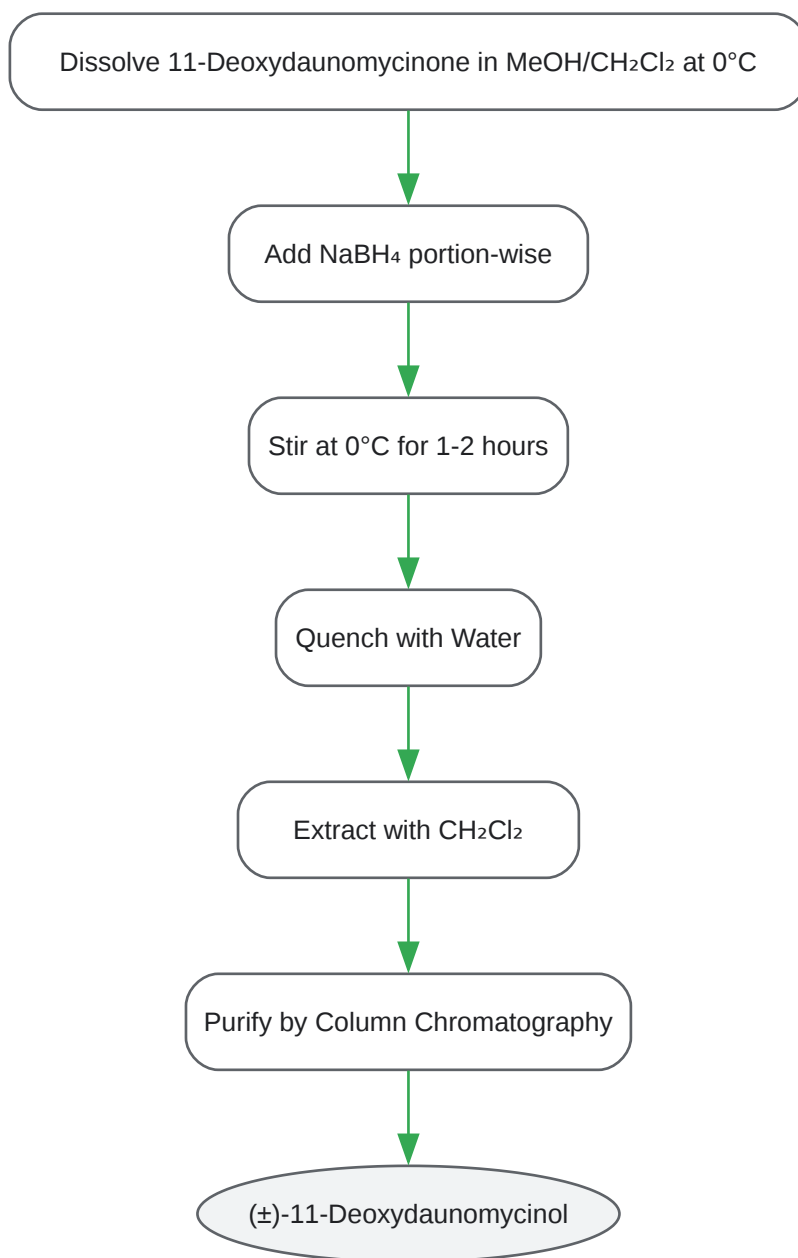 Dissolve 11-Deoxydaunomycinone in MeOH/CH₂Cl₂ at 0°C
Add NaBH₄ portion-wise
Stir at 0°C for 1-2 hours
Quench with Water
Extract with CH₂Cl₂
Purify by Column Chromatography
(±)-11-Deoxydaunomycinol